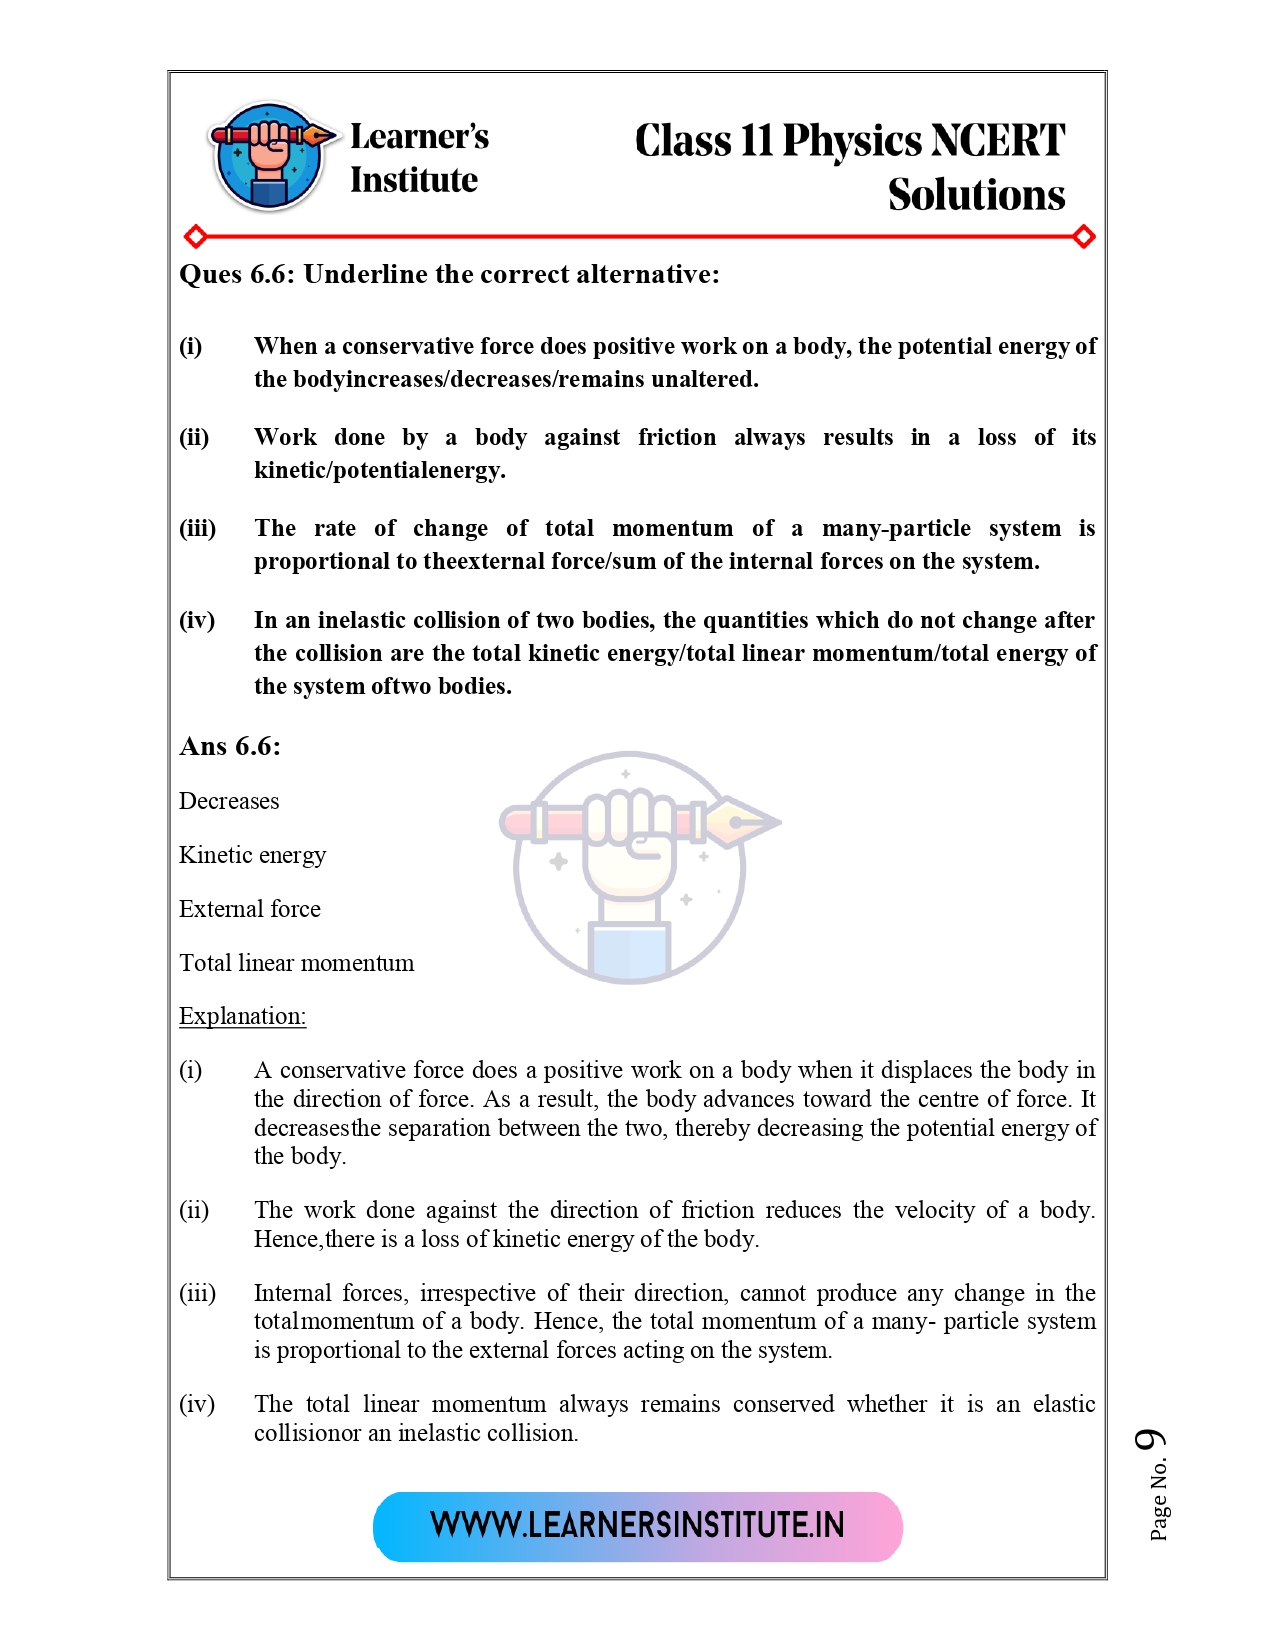 Learner's
Institute
Class 11 Physics NCERT
Solutions
Ques 6.6: Underline the correct alternative:
(i) When a conservative force does positive work on a body, the potential energy of
the bodyincreases/decreases/remains unaltered.
(ii) Work done by a body against friction always results in a loss of its
kinetic/potentialenergy.
(iii) The rate of change of total momentum of a many-particle system is
proportional to theexternal force/sum of the internal forces on the system.
(iv) In an inelastic collision of two bodies, the quantities which do not change after
the collision are the total kinetic energy/total linear momentum/total energy of
the system oftwo bodies.
Ans 6.6:
Decreases
Kinetic energy
External force
Total linear momentum
Explanation:
(i) A conservative force does a positive work on a body when it displaces the body in
the direction of force. As a result, the body advances toward the centre of force. It
decreasesthe separation between the two, thereby decreasing the potential energy of
the body.
(ii) The work done against the direction of friction reduces the velocity of a body.
Hence,there is a loss of kinetic energy of the body.
(iii) Internal forces, irrespective of their direction, cannot produce any change in the
totalmomentum of a body. Hence, the total momentum of a many- particle system
is proportional to the external forces acting on the system.
(iv) The total linear momentum always remains conserved whether it is an elastic
collisionor an inelastic collision.
WWW.LEARNERSINSTITUTE.IN
Page No. 9